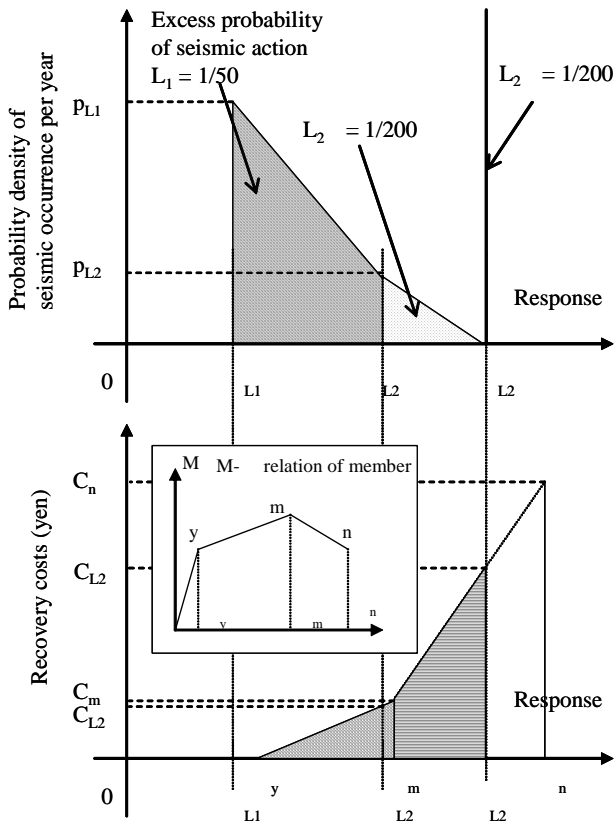 Excess probability
of seismic action
L1 = 1/50
L2 = 1/200
L2 = 1/200
pL1
pL2
Probability density of
seismic occurrence per year
Response
0
L1
L2
L2
M M- relation of member
y
m
n
y
m
n
Cn
CL2
Cm
CL2
Recovery costs (yen)
Response
0
y
m
n
L1
L2
L2